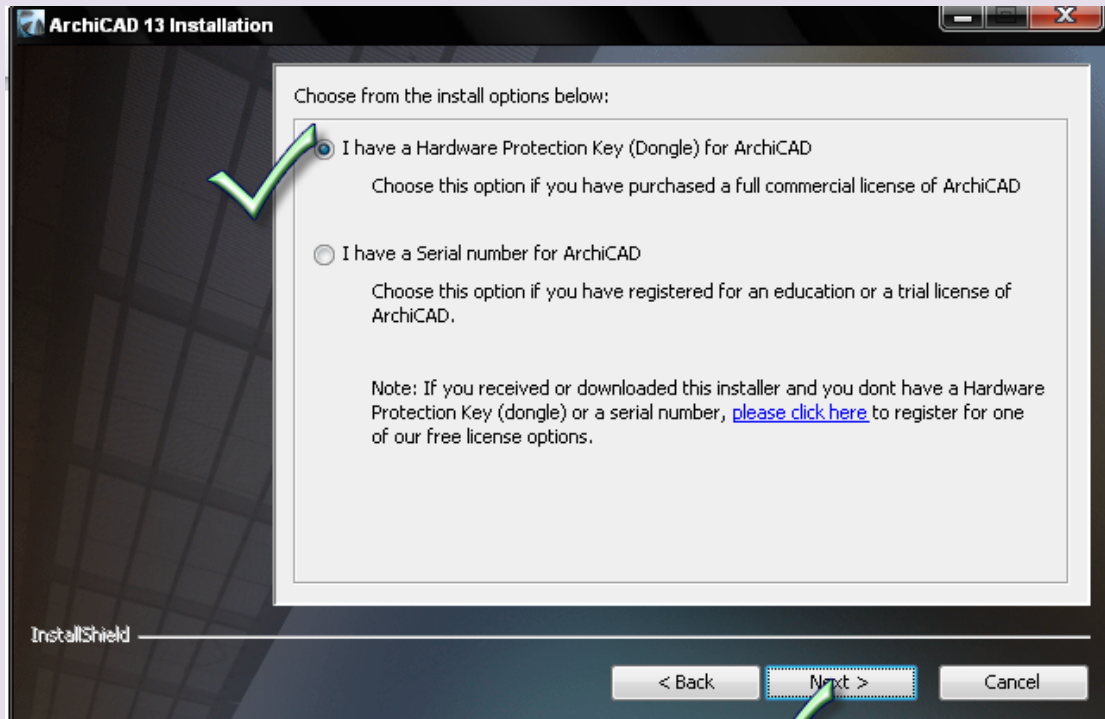 ArchiCAD 13 Installation
Choose from the install options below:
I have a Hardware Protection Key (Dongle) for ArchiCAD
Choose this option if you have purchased a full commercial license of ArchiCAD
I have a Serial number for ArchiCAD
Choose this option if you have registered for an education or a trial license of
ArchiCAD.
Note: If you received or downloaded this installer and you dont have a Hardware
Protection Key (dongle) or a serial number, please click here to register for one
of our free license options.
InstallShield
< Back
Next >
Cancel